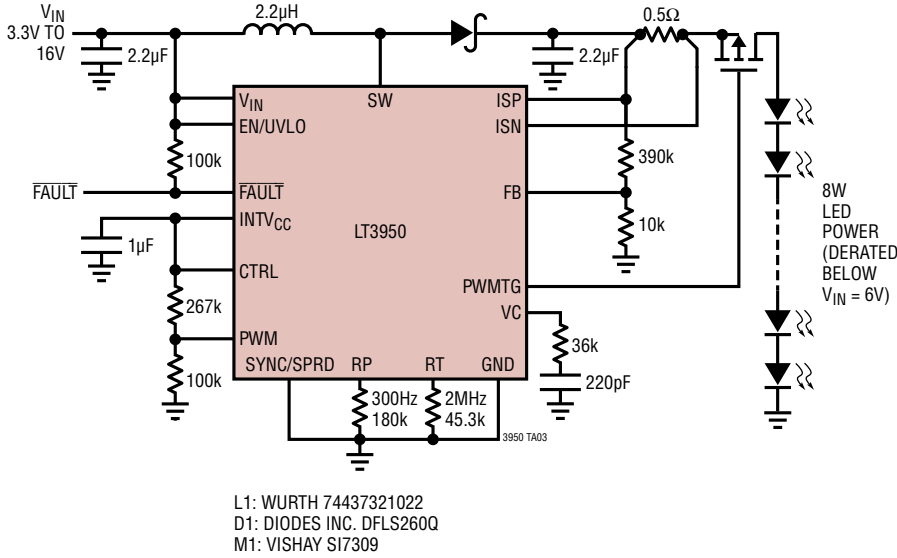 VIN
3.3V TO
16V
2.2µF
2.2µH
2.2µF
0.5Ω
VIN
SW
ISP
EN/UVLO
ISN
100k
390k
FAULT
FAULT
FB
INTVCC
LT3950
10k
1µF
CTRL
PWMTG
267k
VC
PWM
36k
SYNC/SPRD
RP
RT
GND
100k
220pF
300Hz
180k
2MHz
45.3k
3950 TA03
8W
LED
POWER
(DERATED
BELOW
VIN = 6V)
L1: WURTH 74437321022
D1: DIODES INC. DFLS260Q
M1: VISHAY SI7309